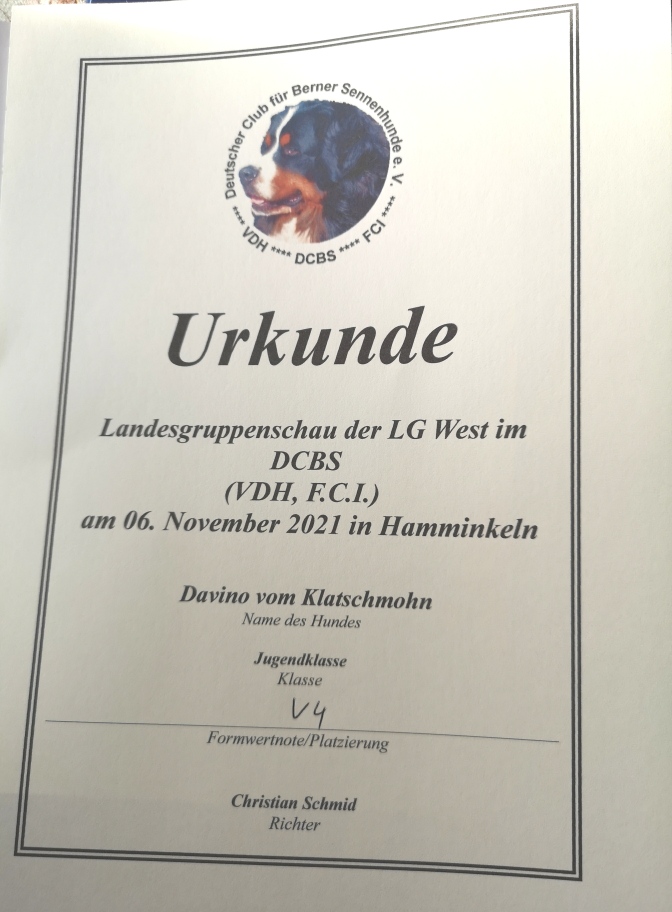 Deutscher Club für Berner Sennenhunde e. V.
**** VDH **** DCBS **** FCI ****
Urkunde
Landesgruppenschau der LG West im
DCBS
(VDH, F.C.I.)
am 06. November 2021 in Hamminkeln
Davino vom Klatschmohn
Name des Hundes
Jugendklasse
Klasse
V4
Formwertnote/Platzierung
Christian Schmid
Richter